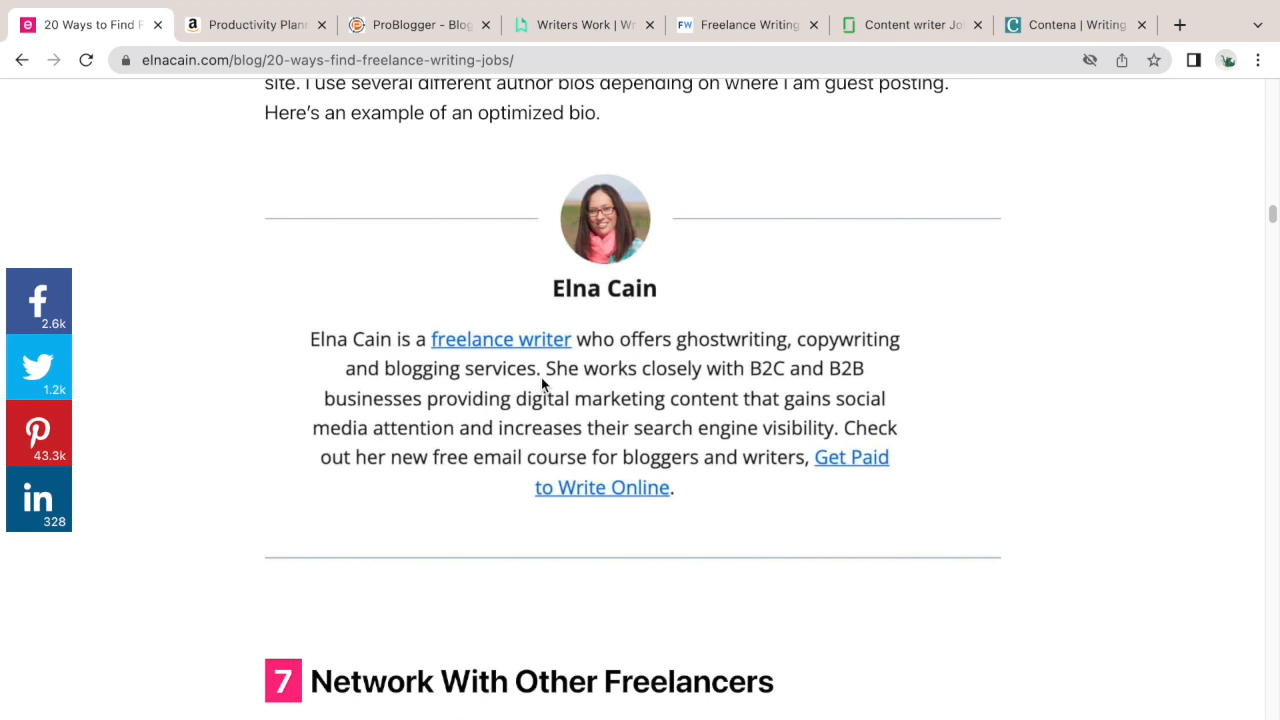 20 Ways to Find F
Productivity Plann
ProBlogger - Blog
Writers Work | Wr
Freelance Writing
Content writer Jo
Contena | Writing
elnacain.com/blog/20-ways-find-freelance-writing-jobs/
site. I use several different author bios depending on where I am guest posting.
Here's an example of an optimized bio.
Elna Cain
Elna Cain is a freelance writer who offers ghostwriting, copywriting
and blogging services. She works closely with B2C and B2B
businesses providing digital marketing content that gains social
media attention and increases their search engine visibility. Check
out her new free email course for bloggers and writers, Get Paid
to Write Online.
2.6k
1.2k
43.3k
328
7 Network With Other Freelancers